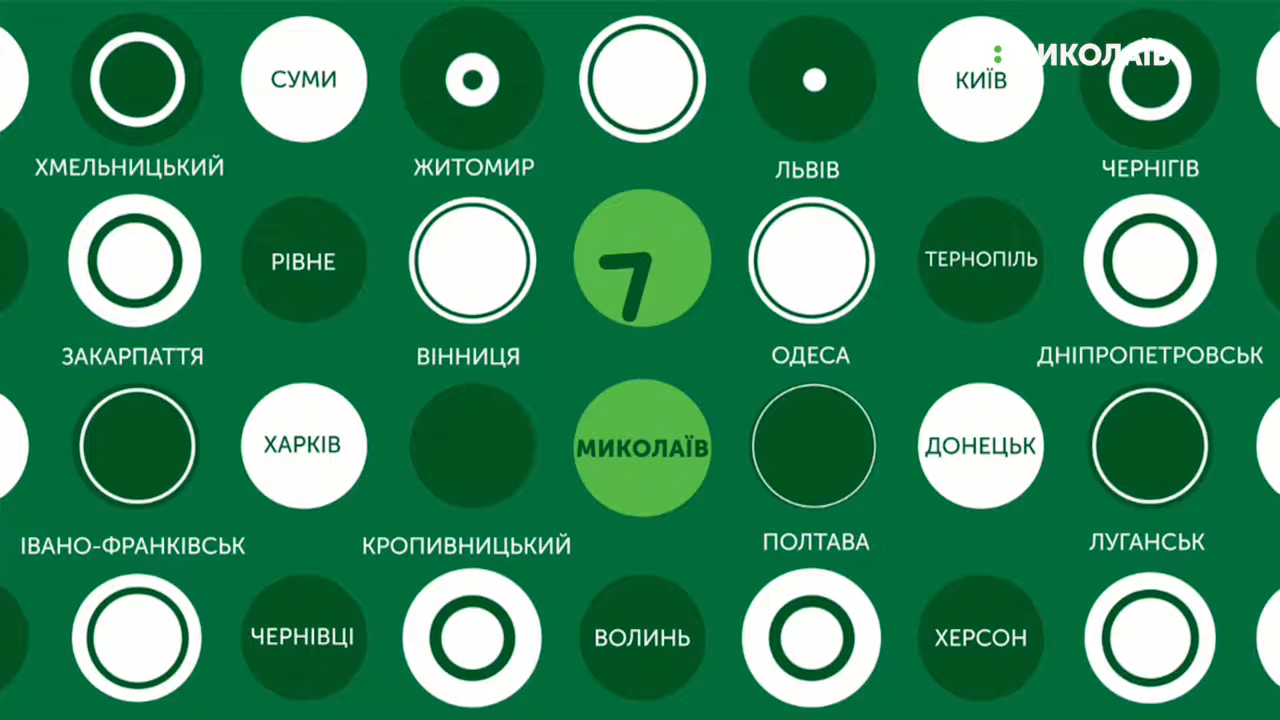 : МИКОЛАЇВ
СУМИ
КИЇВ
ХМЕЛЬНИЦЬКИЙ
ЖИТОМИР
ЛЬВІВ
ЧЕРНІГІВ
РІВНЕ
7
ТЕРНОПІЛЬ
ЗАКАРПАТТЯ
ВІННИЦЯ
ОДЕСА
ДНІПРОПЕТРОВСЬК
ХАРКІВ
МИКОЛАЇВ
ДОНЕЦЬК
ІВАНО-ФРАНКІВСЬК
КРОПИВНИЦЬКИЙ
ПОЛТАВА
ЛУГАНСЬК
ЧЕРНІВЦІ
ВОЛИНЬ
ХЕРСОН